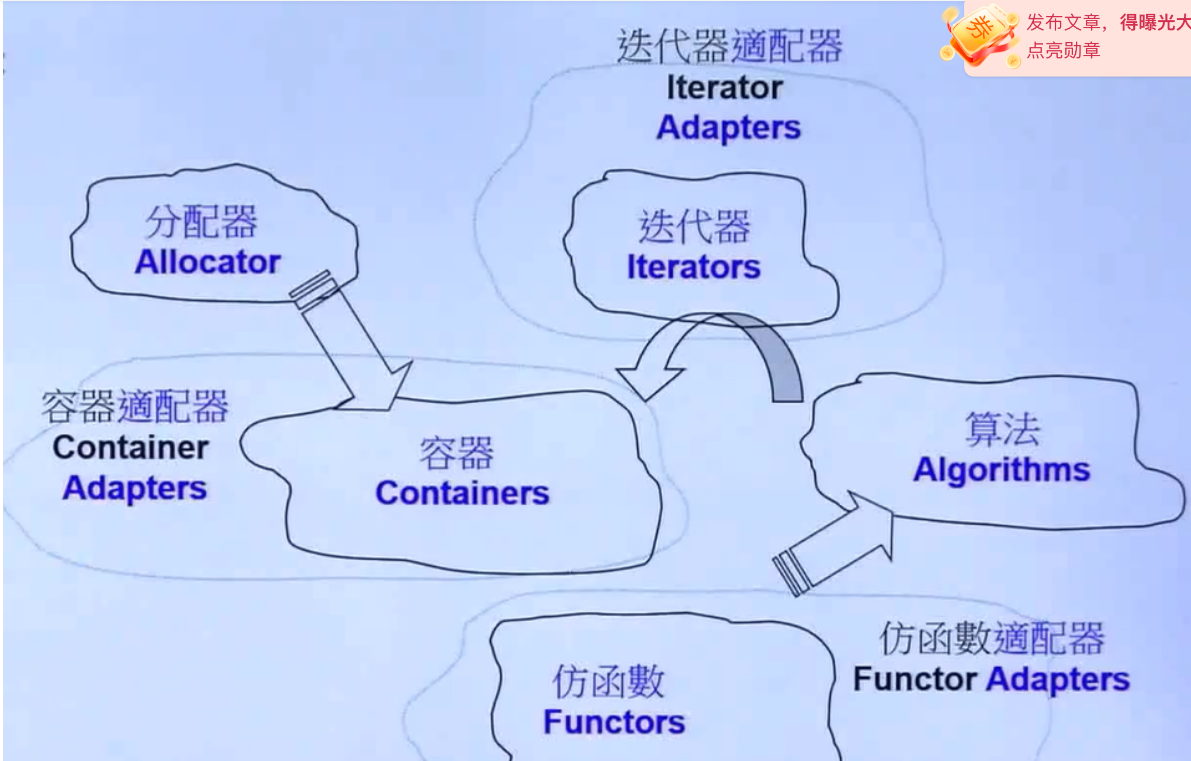 发布文章，得曝光大
点亮勋章
迭代器適配器
Iterator
Adapters
分配器
Allocator
迭代器
Iterators
容器適配器
Container
Adapters
容器
Containers
算法
Algorithms
仿函數
Functors
仿函數適配器
Functor Adapters